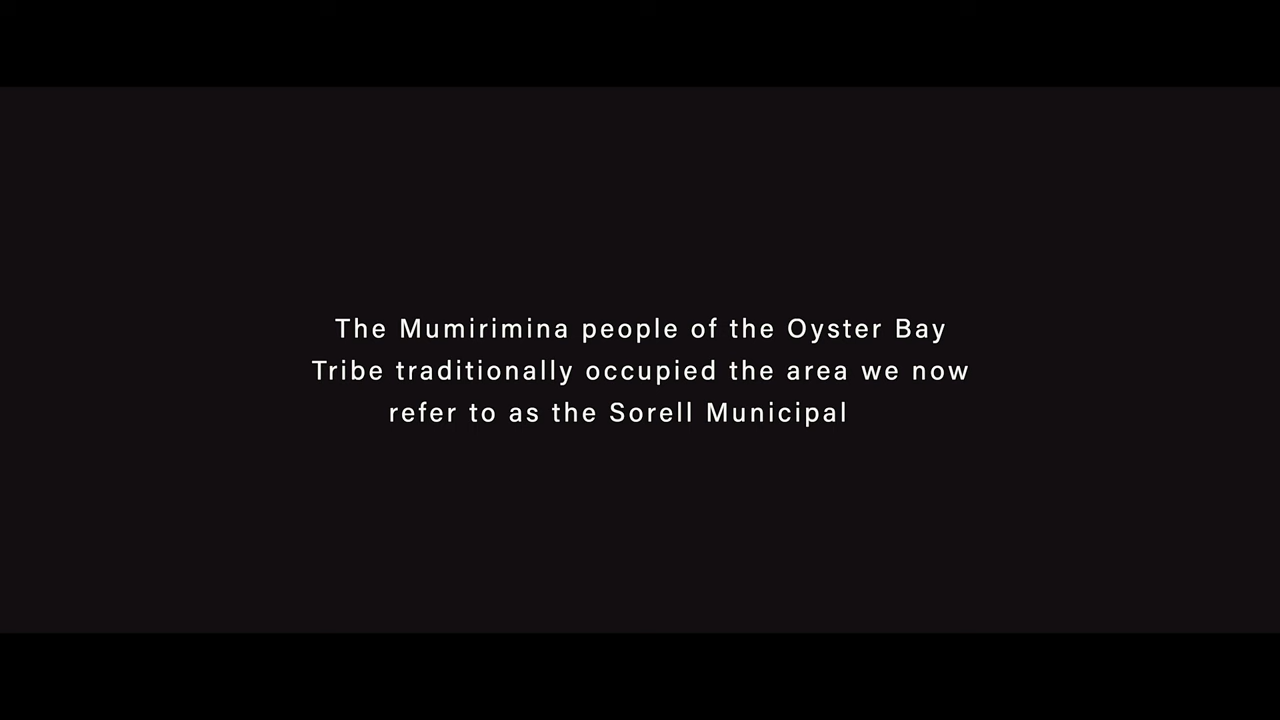 The Mumirimina people of the Oyster Bay
Tribe traditionally occupied the area we now
refer to as the Sorell Municipal